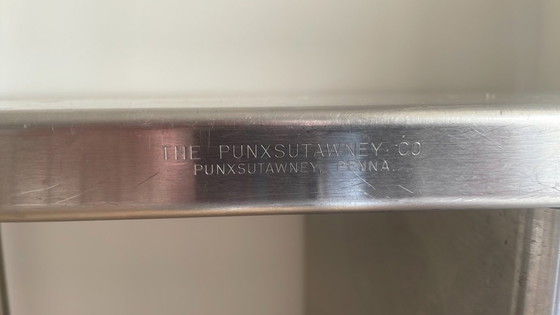 THE PUNXSUTAWNEY CO
PUNXSUTAWNEY, PENNA.